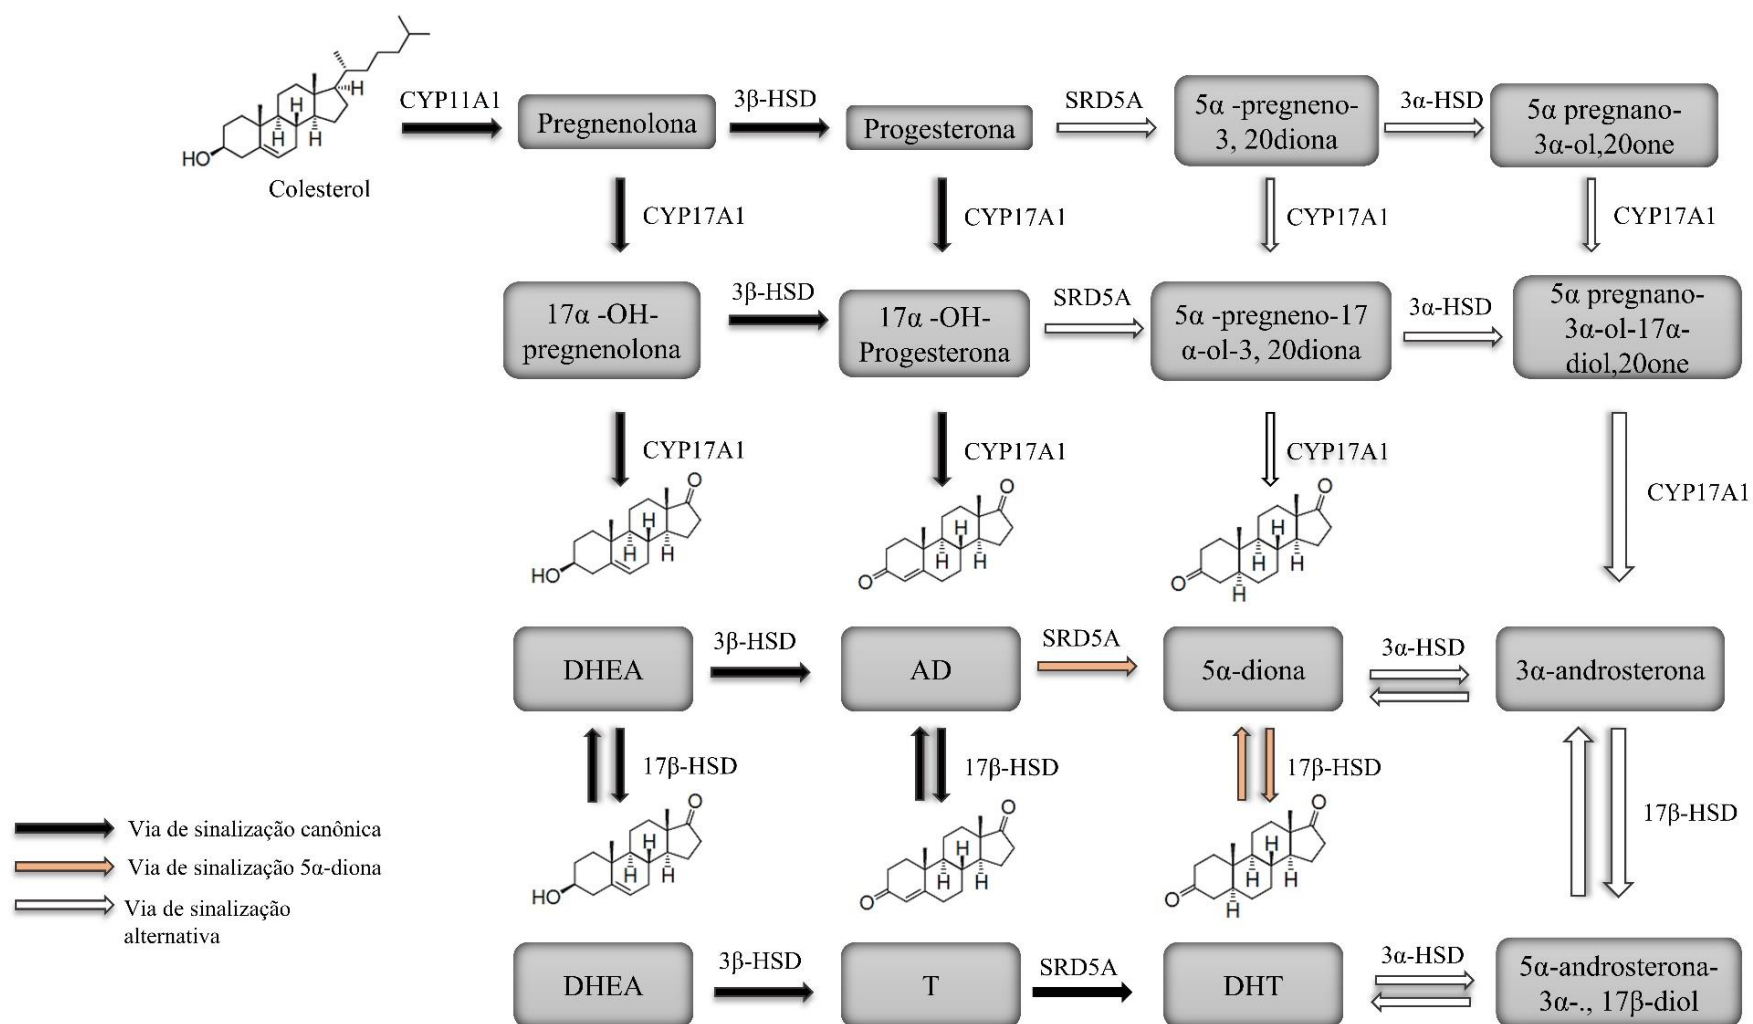 CYP11A1
Pregnenolona
3β-HSD
Progesterona
SRD5A
5α -pregneno-
3, 20diona
3α-HSD
5α pregnano-
3α-ol,20one
H
H
H
H
HO
Colesterol
CYP17A1
CYP17A1
CYP17A1
CYP17A1
17α -OH-
pregnenolona
3β-HSD
17α -OH-
Progesterona
SRD5A
5α -pregneno-17
α-ol-3, 20diona
3α-HSD
5α pregnano-
3α-ol-17α-
diol,20one
CYP17A1
CYP17A1
CYP17A1
CYP17A1
O
H
H
H
HO
O
H
H
H
O
O
H
H
H
O
H
DHEA
3β-HSD
AD
SRD5A
5α-diona
3α-HSD
3α-androsterona
17β-HSD
17β-HSD
17β-HSD
17β-HSD
O
H
H
H
HO
O
H
H
H
O
O
H
H
H
O
H
Via de sinalização canônica
Via de sinalização 5α-diona
Via de sinalização
alternativa
DHEA
3β-HSD
T
SRD5A
DHT
3α-HSD
5α-androsterona-
3α-., 17β-diol